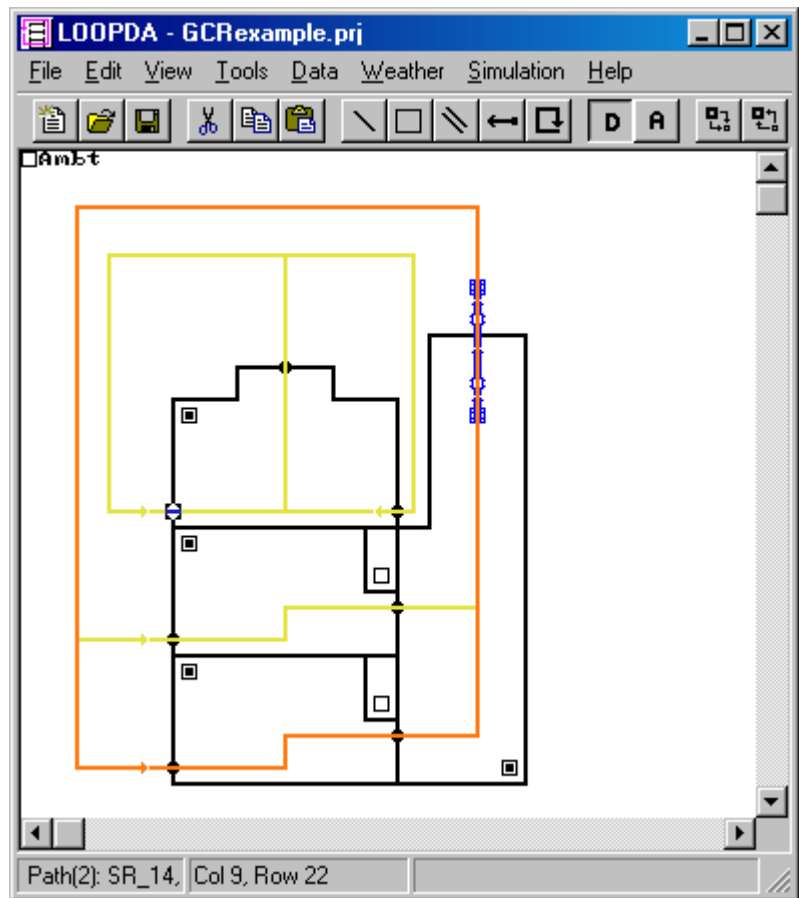 LOOPDA - GCRexample.prj
File Edit View Tools Data Weather Simulation Help
D A
Ambt
Path(2): SR_14, Col 9, Row 22